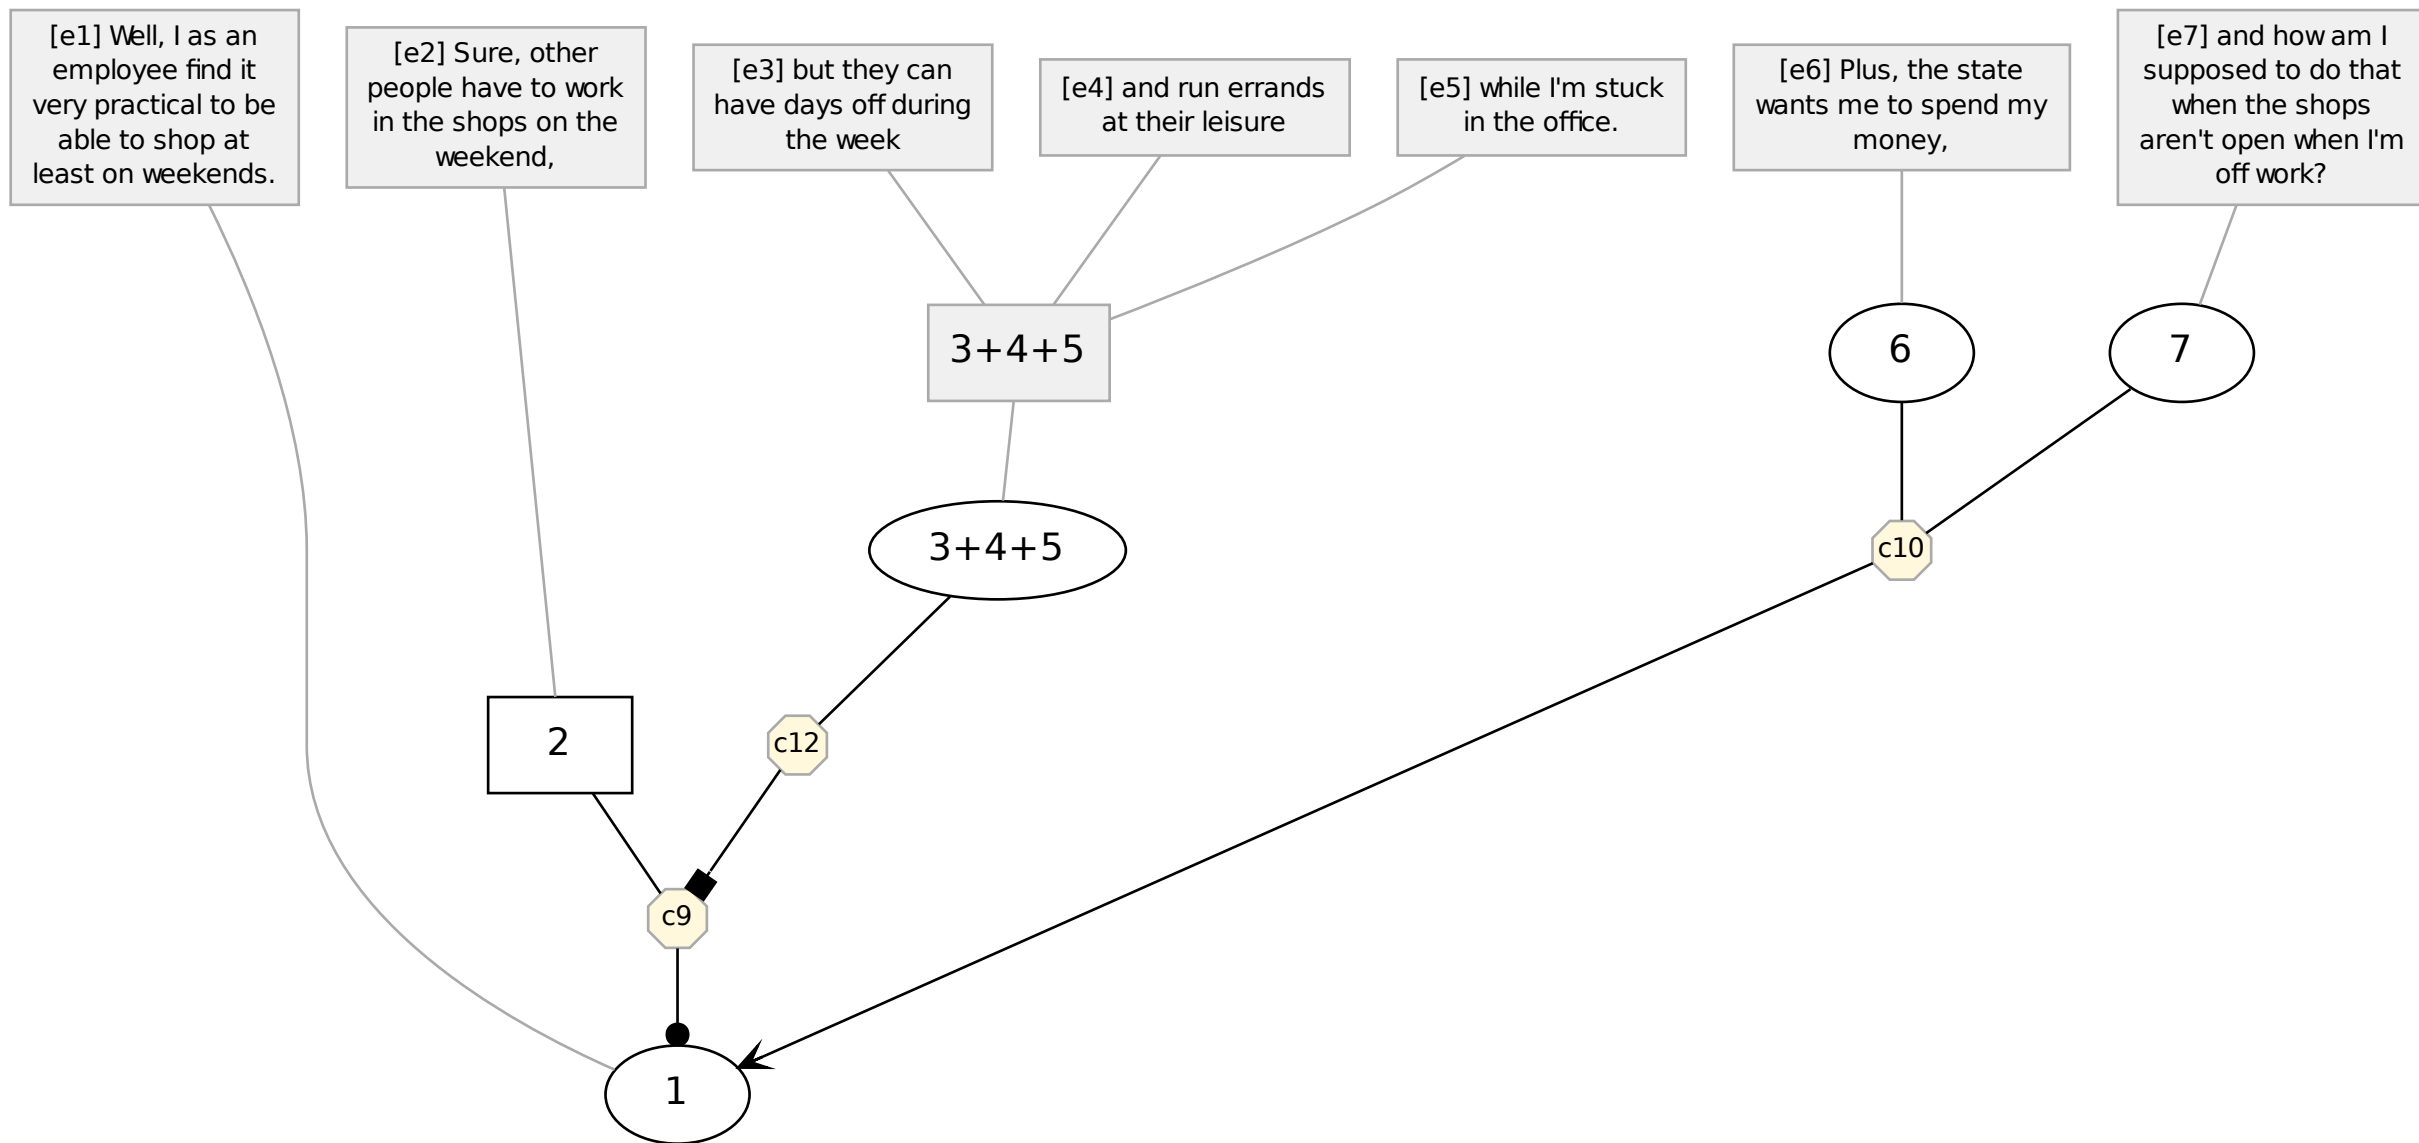 [e1] Well, I as an
employee find it
very practical to be
able to shop at
least on weekends.
[e2] Sure, other
people have to work
in the shops on the
weekend,
[e3] but they can
have days off during
the week
[e4] and run errands
at their leisure
[e5] while I'm stuck
in the office.
[e6] Plus, the state
wants me to spend my
money,
[e7] and how am I
supposed to do that
when the shops
aren't open when I'm
off work?
3+4+5
6
7
3+4+5
c10
2
c12
c9
1